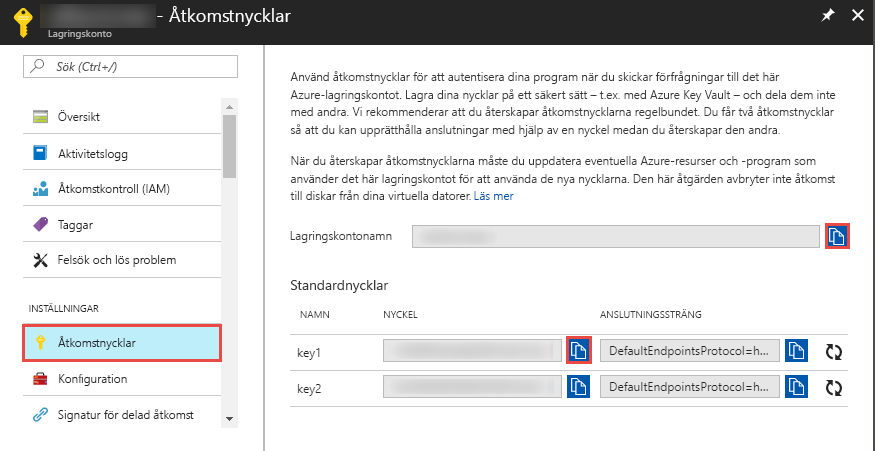 - Åtkomstnycklar
Lagringskonto
Sök (Ctrl+/)
Översikt
Aktivitetslogg
Åtkomstkontroll (IAM)
Taggar
Felsök och lös problem
INSTÄLLNINGAR
Åtkomstnycklar
Konfiguration
Signatur för delad åtkomst
Använd åtkomstnycklar för att autentisera dina program när du skickar förfrågningar till det här
Azure-lagringskontot. Lagra dina nycklar på ett säkert sätt – t.ex. med Azure Key Vault – och dela dem inte
med andra. Vi rekommenderar att du återskapar åtkomstnycklarna regelbundet. Du får två åtkomstnycklar
så att du kan upprätthålla anslutningar med hjälp av en nyckel medan du återskapar den andra.
När du återskapar åtkomstnycklarna måste du uppdatera eventuella Azure-resurser och -program som
använder det här lagringskontot för att använda de nya nycklarna. Den här åtgärden avbryter inte åtkomst
till diskar från dina virtuella datorer. Läs mer
Lagringskontonamn
Standardnycklar
NAMN NYCKEL ANSLUTNINGSSTRÄNG
key1 DefaultEndpointsProtocol=h...
key2 DefaultEndpointsProtocol=h...